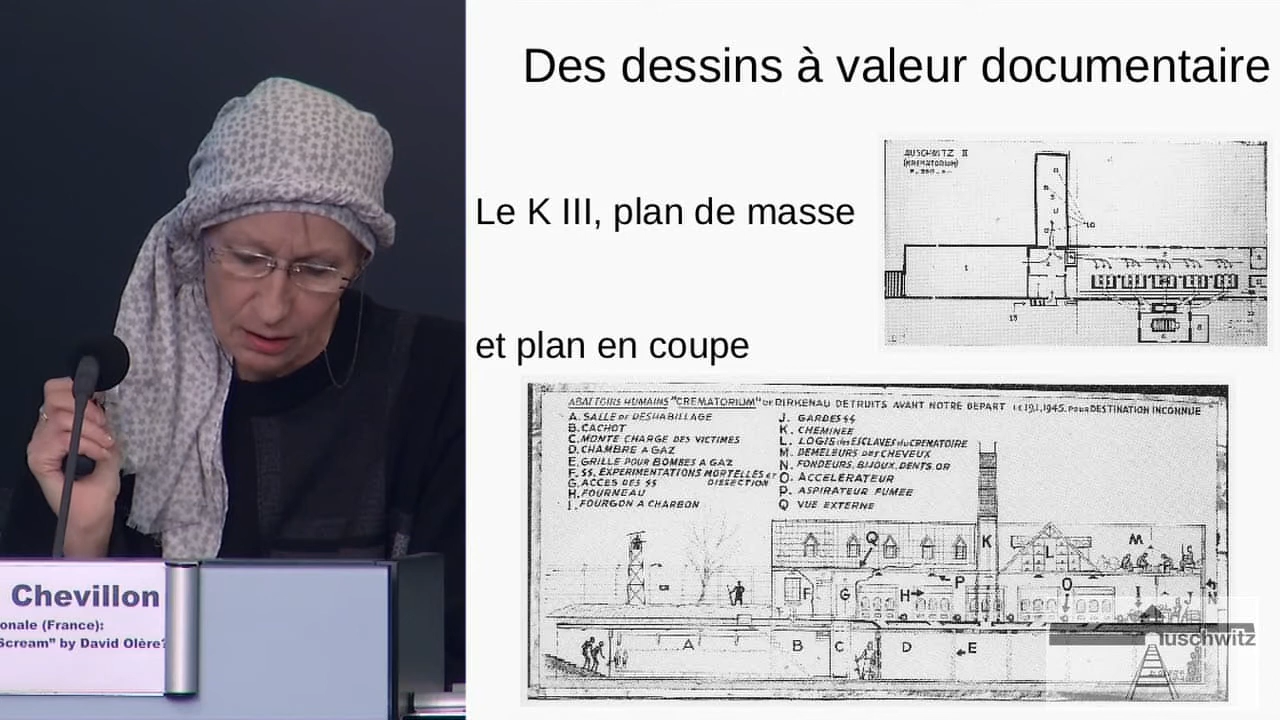 Des dessins à valeur documentaire
Le K III, plan de masse
et plan en coupe
AUSCHWITZ II
(KREMATORIUM)
1
10
15
ABATTOIRS HUMAINS "CREMATORIUM" DE BIRKENAU DETRUITS AVANT NOTRE DEPART LE 19.1.1945. POUR DESTINATION INCONNUE
A. SALLE DE DESHABILLAGE
B. CACHOT
C. MONTE CHARGE DES VICTIMES
D. CHAMBRE A GAZ
E. GRILLE POUR BOMBES A GAZ
F. SS. EXPERIMENTATIONS MORTELLES ET DISSECTION
G. ACCES DES SS
H. FOURNEAU
I. FOURGON A CHARBON
J. GARDES SS
K. CHEMINEE
L. LOGIS des ESCLAVES du CREMATOIRE
M. DEMELEURS DES CHEVEUX
N. FONDEURS, BIJOUX, DENTS, OR
O. ACCELERATEUR
P. ASPIRATEUR FUMEE
Q VUE EXTERNE
Q K L M
F G H P O I J N
A B C D E
Auschwitz
Chevillon
onale (France):
Scream" by David Olère?